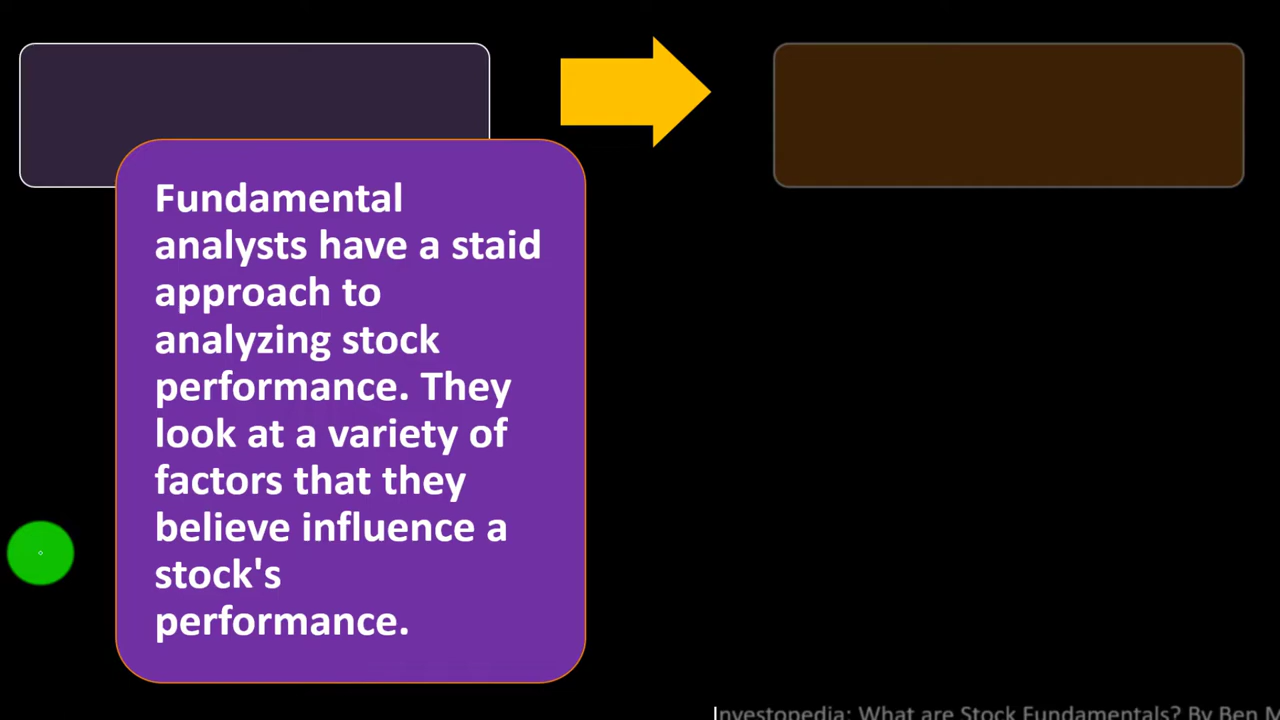 Fundamental
analysts have a staid
approach to
analyzing stock
performance. They
look at a variety of
factors that they
believe influence a
stock's
performance.
Investopedia: What are Stock Fundamentals? By Ben